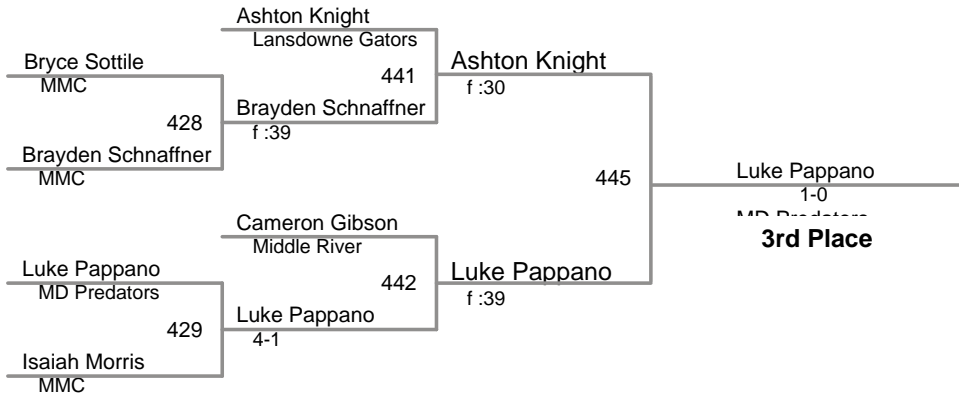 Ashton Knight
Lansdowne Gators
Bryce Sottile
MMC
441
Ashton Knight
f :30
428
Brayden Schnaffner
f :39
Brayden Schnaffner
MMC
445
Luke Pappano
1-0
MD Predators
3rd Place
Cameron Gibson
Middle River
Luke Pappano
MD Predators
442
Luke Pappano
f :39
429
Luke Pappano
4-1
Isaiah Morris
MMC